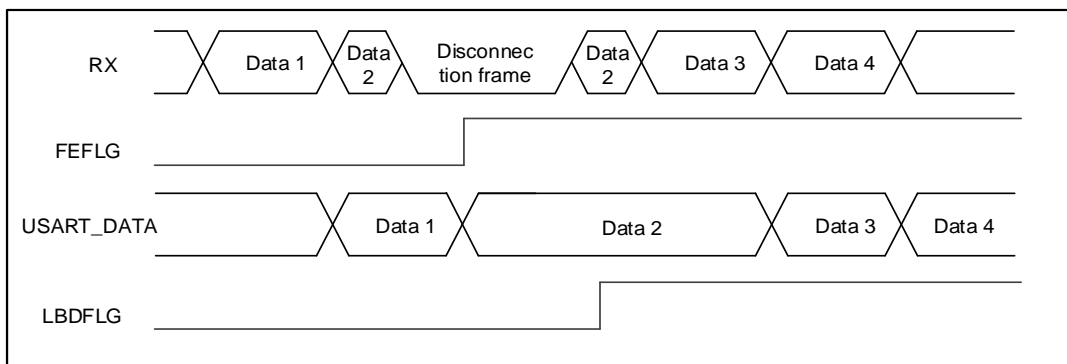 RX
Data 1
Data
2
Disconnec
tion frame
Data
2
Data 3
Data 4
FEFLG
USART_DATA
Data 1
Data 2
Data 3
Data 4
LBDFLG